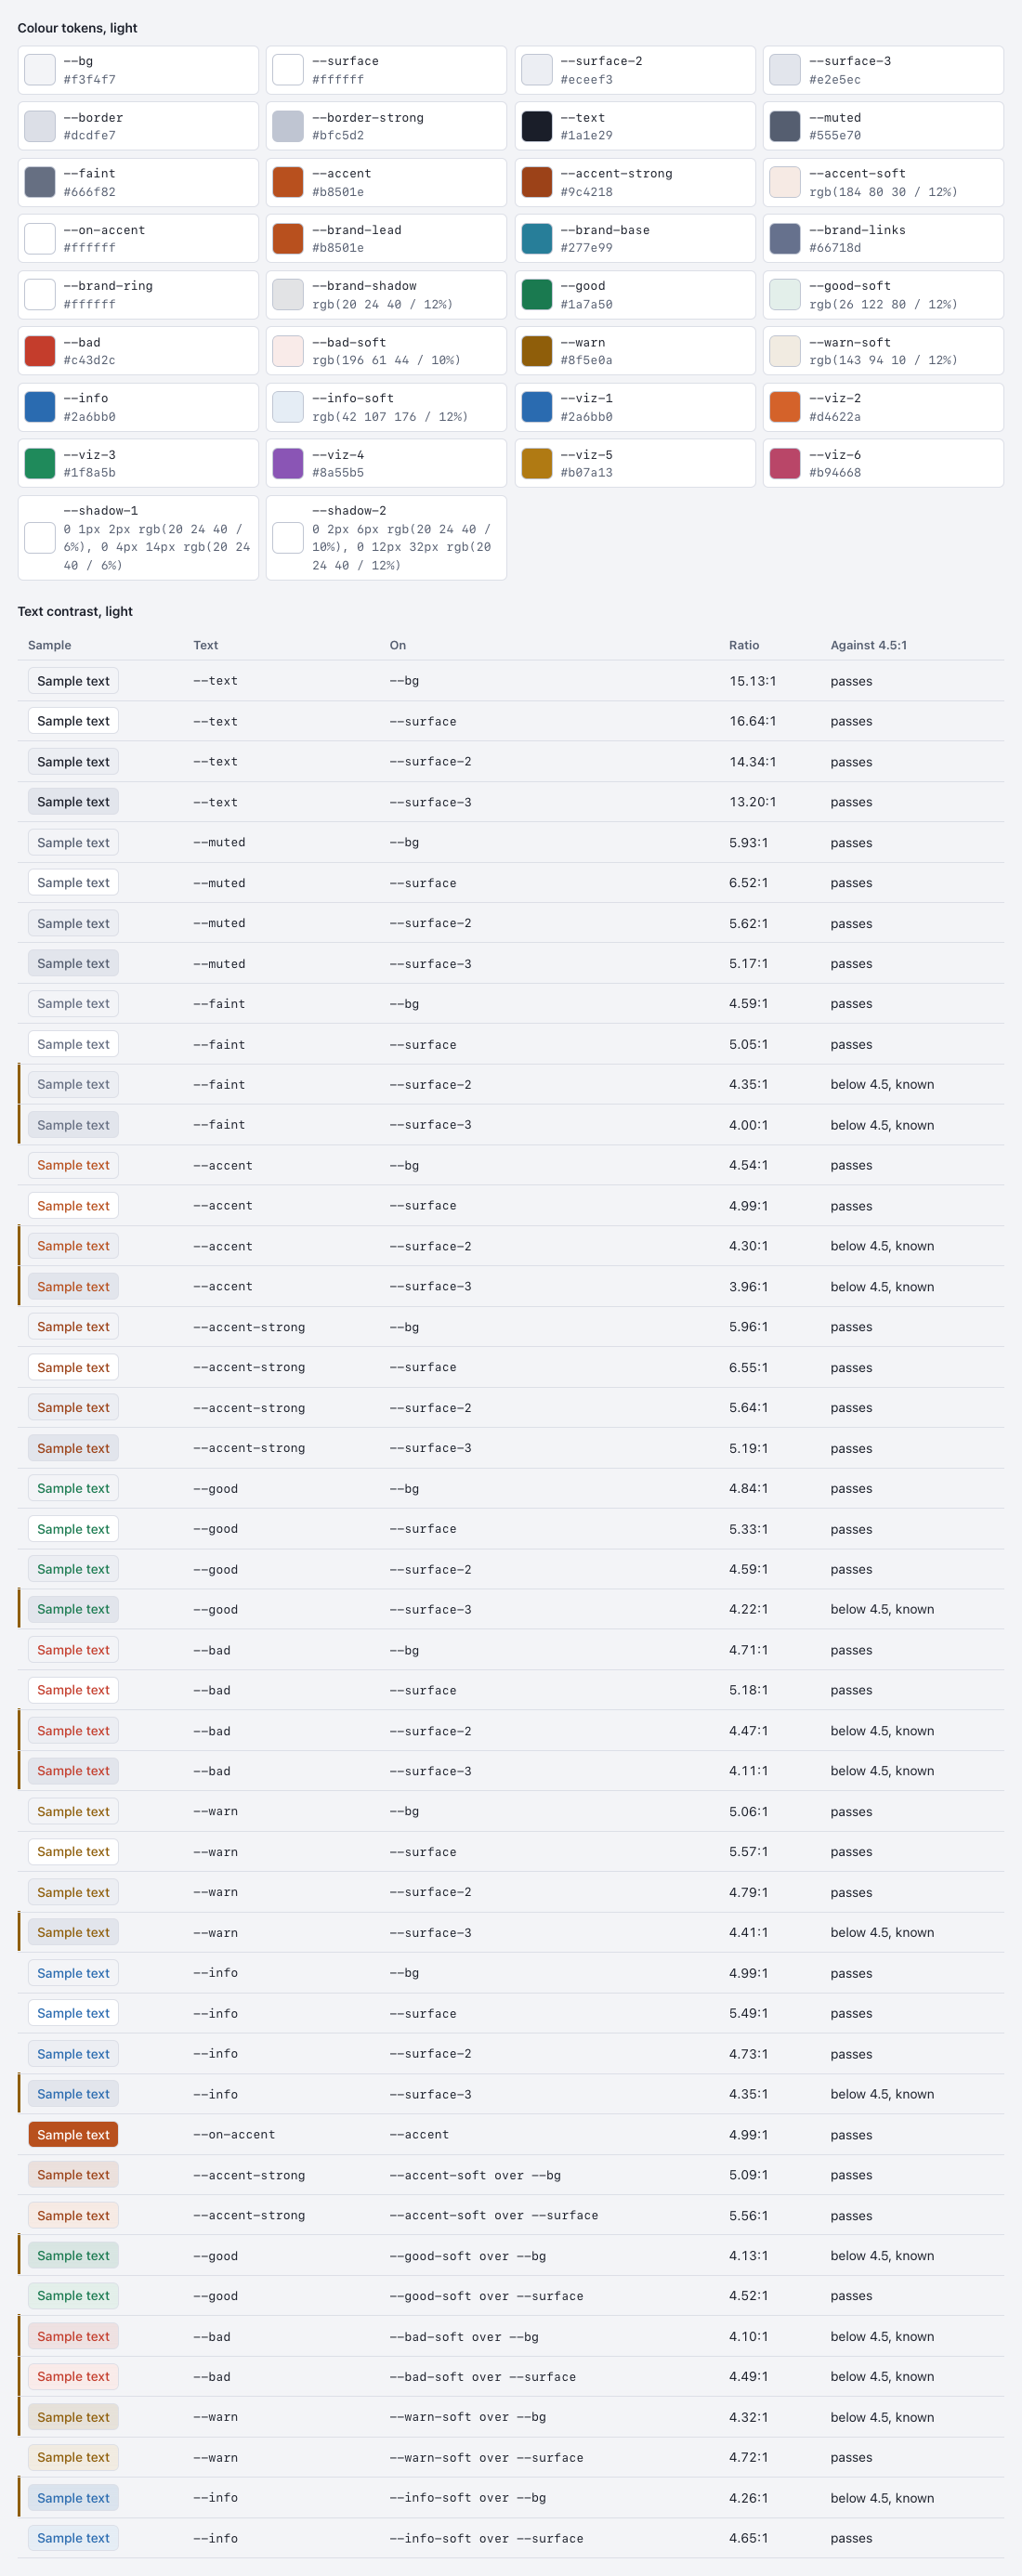 Colour tokens, light
--bg
#f3f4f7
--surface
#ffffff
--surface-2
#eceef3
--surface-3
#e2e5ec
--border
#dcdfe7
--border-strong
#bfc5d2
--text
#1a1e29
--muted
#555e70
--faint
#666f82
--accent
#b8501e
--accent-strong
#9c4218
--accent-soft
rgb(184 80 30 / 12%)
--on-accent
#ffffff
--brand-lead
#b8501e
--brand-base
#277e99
--brand-links
#66718d
--brand-ring
#ffffff
--brand-shadow
rgb(20 24 40 / 12%)
--good
#1a7a50
--good-soft
rgb(26 122 80 / 12%)
--bad
#c43d2c
--bad-soft
rgb(196 61 44 / 10%)
--warn
#8f5e0a
--warn-soft
rgb(143 94 10 / 12%)
--info
#2a6bb0
--info-soft
rgb(42 107 176 / 12%)
--viz-1
#2a6bb0
--viz-2
#d4622a
--viz-3
#1f8a5b
--viz-4
#8a55b5
--viz-5
#b07a13
--viz-6
#b94668
--shadow-1
0 1px 2px rgb(20 24 40 /
6%), 0 4px 14px rgb(20 24
40 / 6%)
--shadow-2
0 2px 6px rgb(20 24 40 /
10%), 0 12px 32px rgb(20
24 40 / 12%)
Text contrast, light
Sample Text On Ratio Against 4.5:1
Sample text --text --bg 15.13:1 passes
Sample text --text --surface 16.64:1 passes
Sample text --text --surface-2 14.34:1 passes
Sample text --text --surface-3 13.20:1 passes
Sample text --muted --bg 5.93:1 passes
Sample text --muted --surface 6.52:1 passes
Sample text --muted --surface-2 5.62:1 passes
Sample text --muted --surface-3 5.17:1 passes
Sample text --faint --bg 4.59:1 passes
Sample text --faint --surface 5.05:1 passes
Sample text --faint --surface-2 4.35:1 below 4.5, known
Sample text --faint --surface-3 4.00:1 below 4.5, known
Sample text --accent --bg 4.54:1 passes
Sample text --accent --surface 4.99:1 passes
Sample text --accent --surface-2 4.30:1 below 4.5, known
Sample text --accent --surface-3 3.96:1 below 4.5, known
Sample text --accent-strong --bg 5.96:1 passes
Sample text --accent-strong --surface 6.55:1 passes
Sample text --accent-strong --surface-2 5.64:1 passes
Sample text --accent-strong --surface-3 5.19:1 passes
Sample text --good --bg 4.84:1 passes
Sample text --good --surface 5.33:1 passes
Sample text --good --surface-2 4.59:1 passes
Sample text --good --surface-3 4.22:1 below 4.5, known
Sample text --bad --bg 4.71:1 passes
Sample text --bad --surface 5.18:1 passes
Sample text --bad --surface-2 4.47:1 below 4.5, known
Sample text --bad --surface-3 4.11:1 below 4.5, known
Sample text --warn --bg 5.06:1 passes
Sample text --warn --surface 5.57:1 passes
Sample text --warn --surface-2 4.79:1 passes
Sample text --warn --surface-3 4.41:1 below 4.5, known
Sample text --info --bg 4.99:1 passes
Sample text --info --surface 5.49:1 passes
Sample text --info --surface-2 4.73:1 passes
Sample text --info --surface-3 4.35:1 below 4.5, known
Sample text --on-accent --accent 4.99:1 passes
Sample text --accent-strong --accent-soft over --bg 5.09:1 passes
Sample text --accent-strong --accent-soft over --surface 5.56:1 passes
Sample text --good --good-soft over --bg 4.13:1 below 4.5, known
Sample text --good --good-soft over --surface 4.52:1 passes
Sample text --bad --bad-soft over --bg 4.10:1 below 4.5, known
Sample text --bad --bad-soft over --surface 4.49:1 below 4.5, known
Sample text --warn --warn-soft over --bg 4.32:1 below 4.5, known
Sample text --warn --warn-soft over --surface 4.72:1 passes
Sample text --info --info-soft over --bg 4.26:1 below 4.5, known
Sample text --info --info-soft over --surface 4.65:1 passes